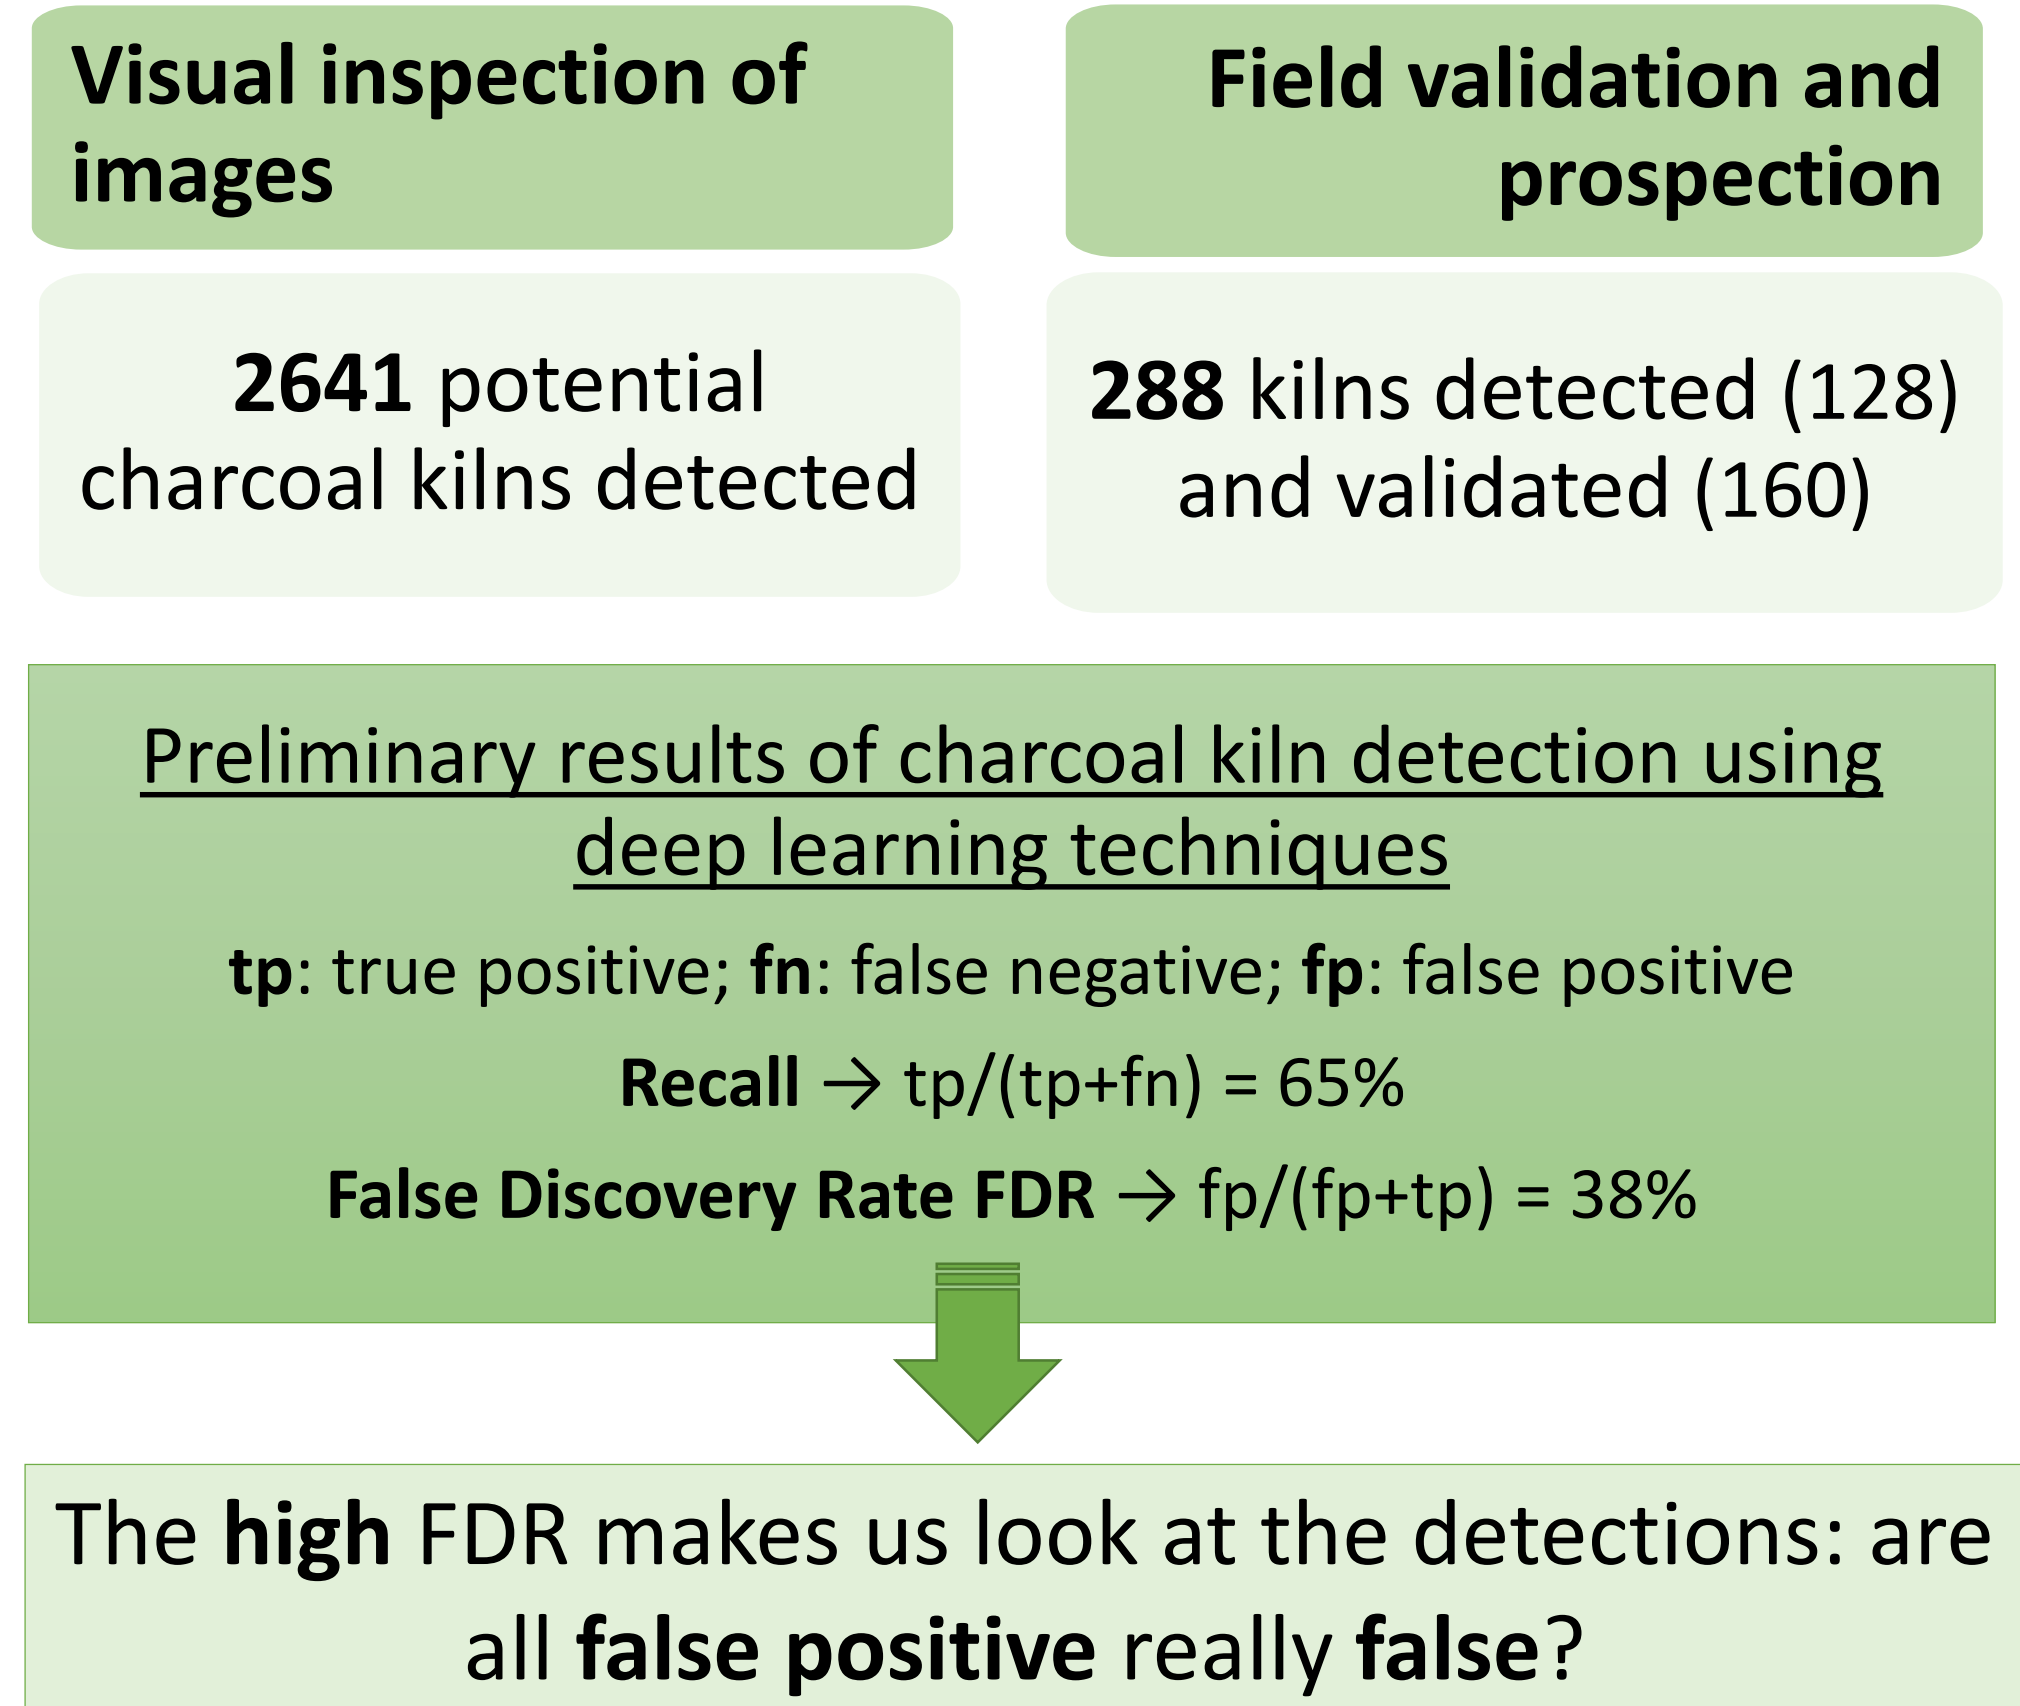 Visual inspection of
images
Field validation and
prospection
2641 potential
charcoal kilns detected
288 kilns detected (128)
and validated (160)
Preliminary results of charcoal kiln detection using
deep learning techniques
tp: true positive; fn: false negative; fp: false positive
Recall → tp/(tp+fn) = 65%
False Discovery Rate FDR → fp/(fp+tp) = 38%
The high FDR makes us look at the detections: are
all false positive really false?